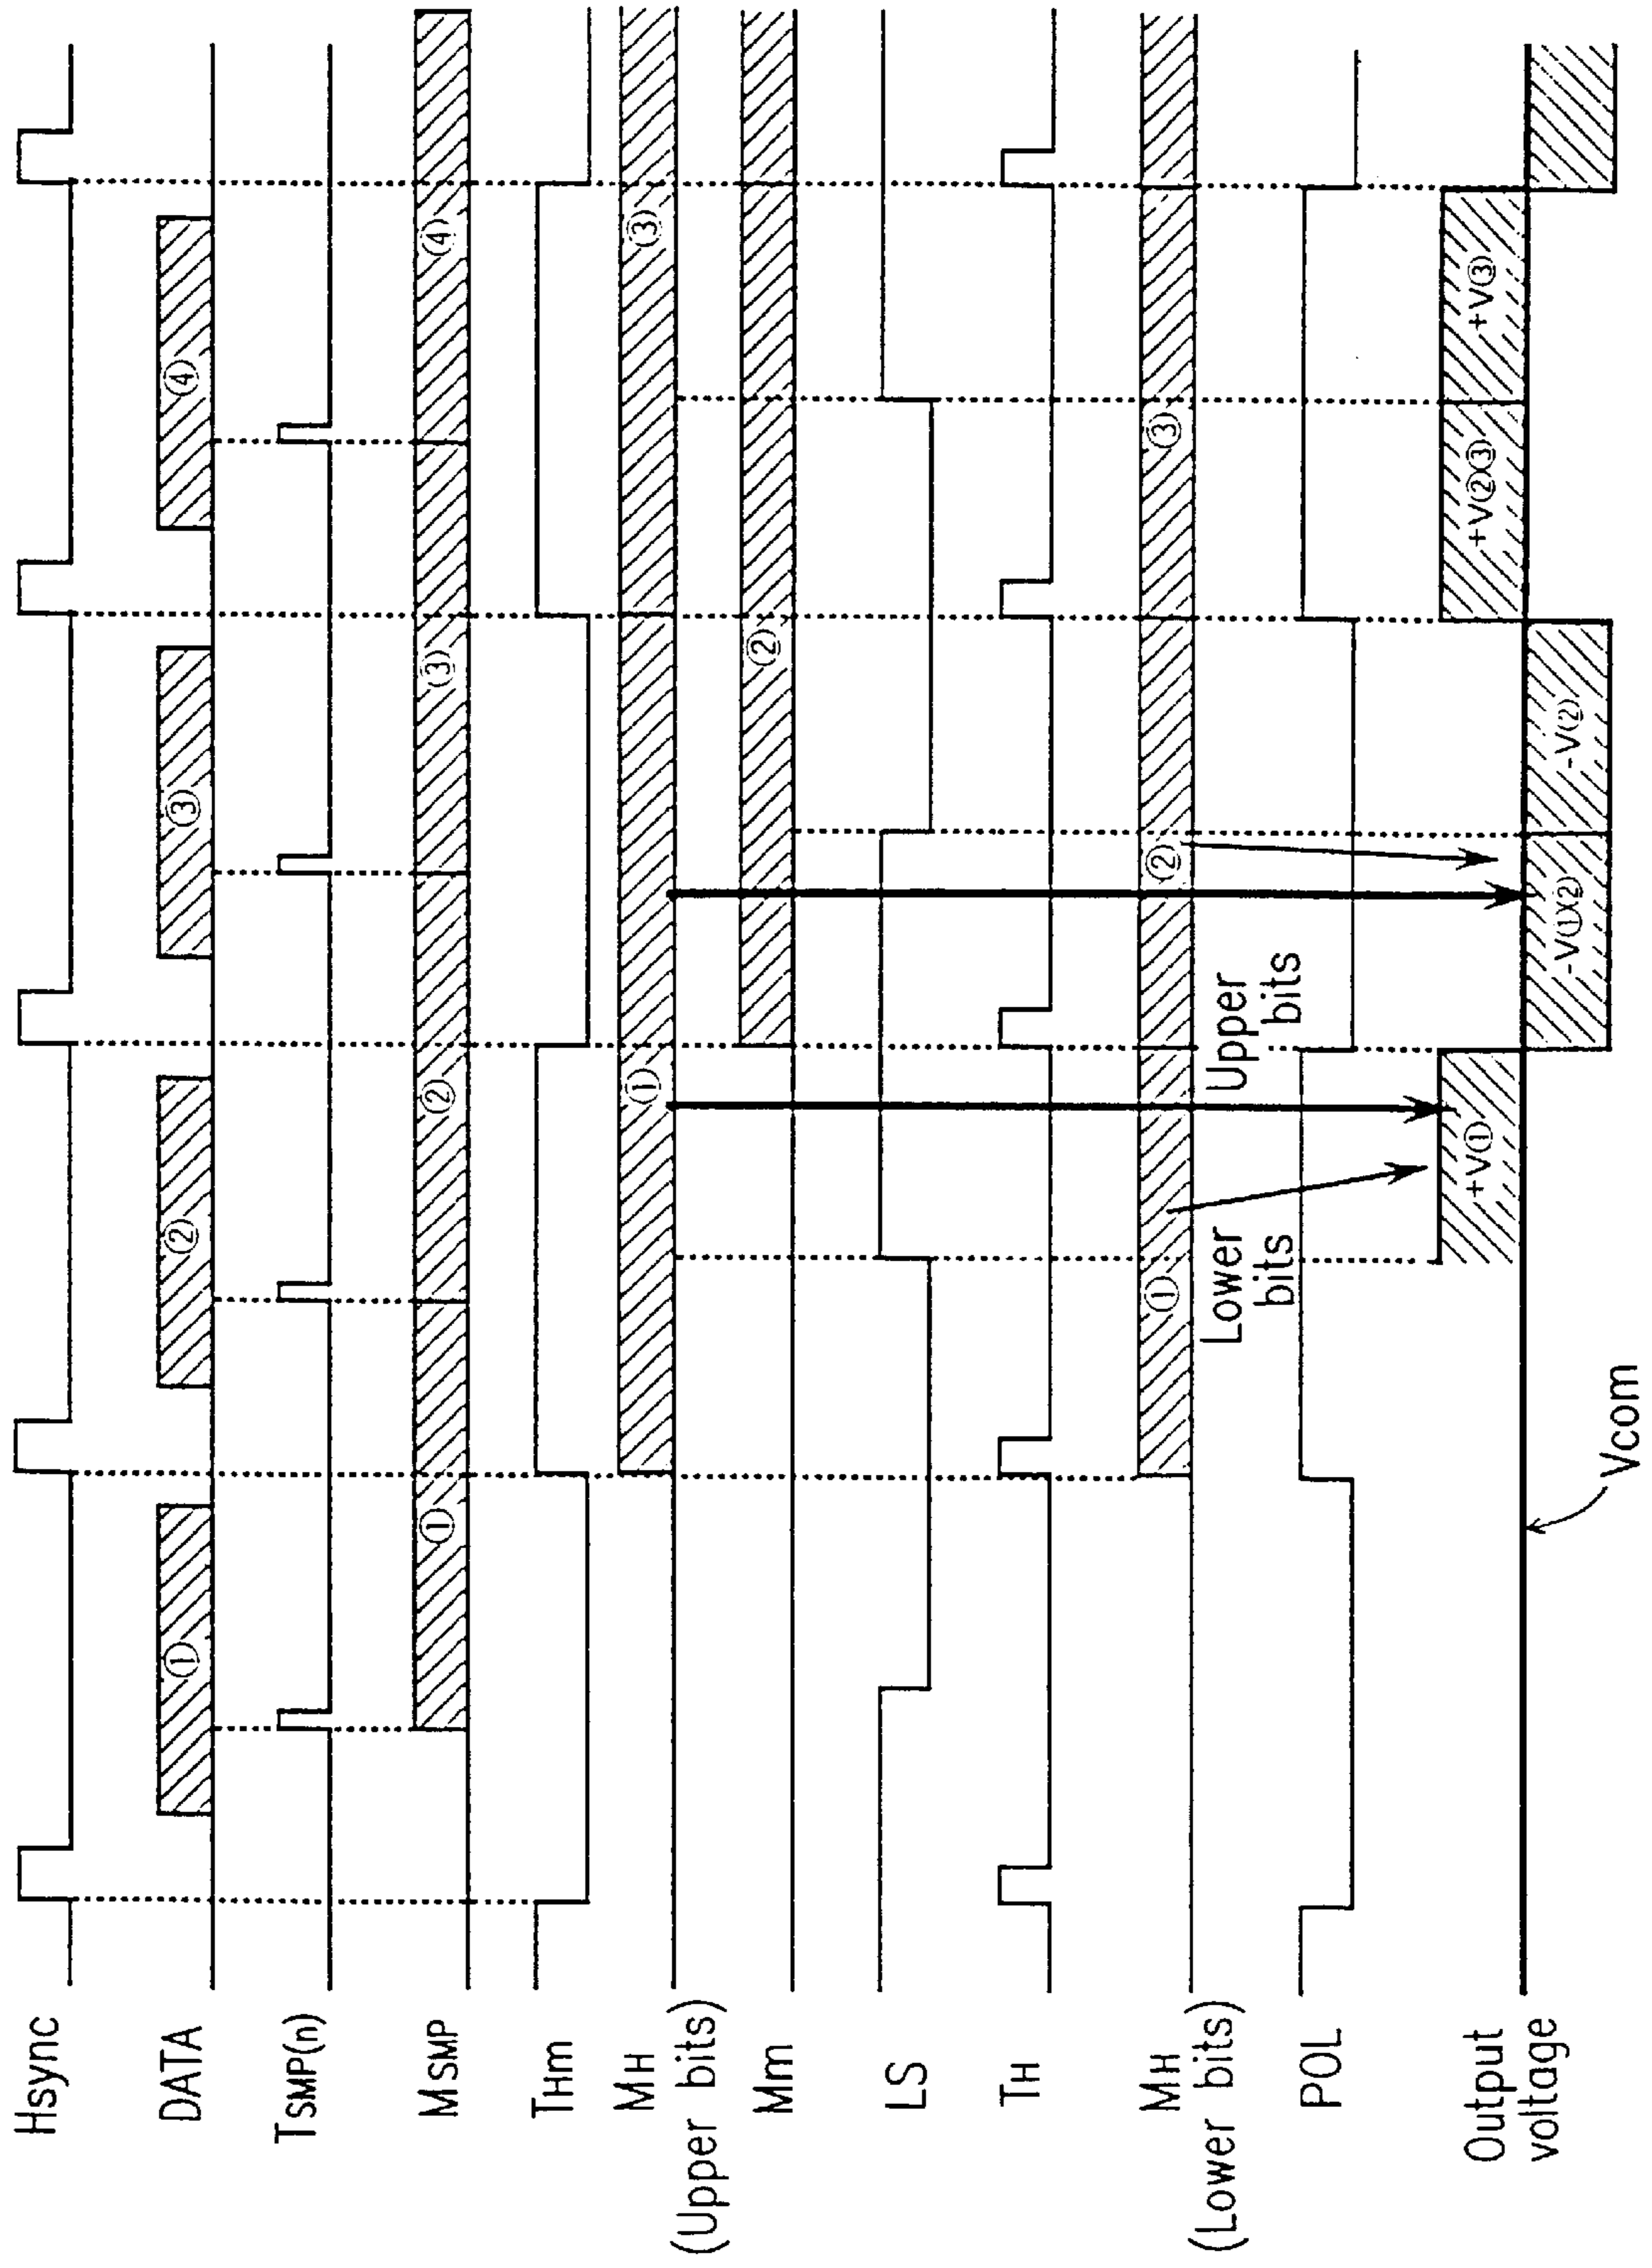 Hsync
DATA
① ② ③ ④
TSMP(n)
MSMP
① ② ③ ④
THm
MH
(Upper bits)
① ③
Mm
②
LS
TH
MH
(Lower bits)
① ② ③
Lower
bits
Upper
bits
POL
Output
voltage
+V①
-V①②
-V②
+V②③
+V③
Vcom